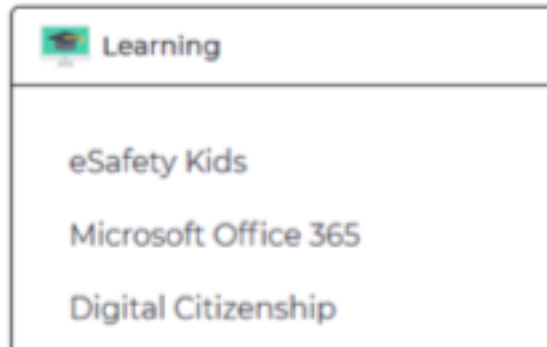 Learning
eSafety Kids
Microsoft Office 365
Digital Citizenship